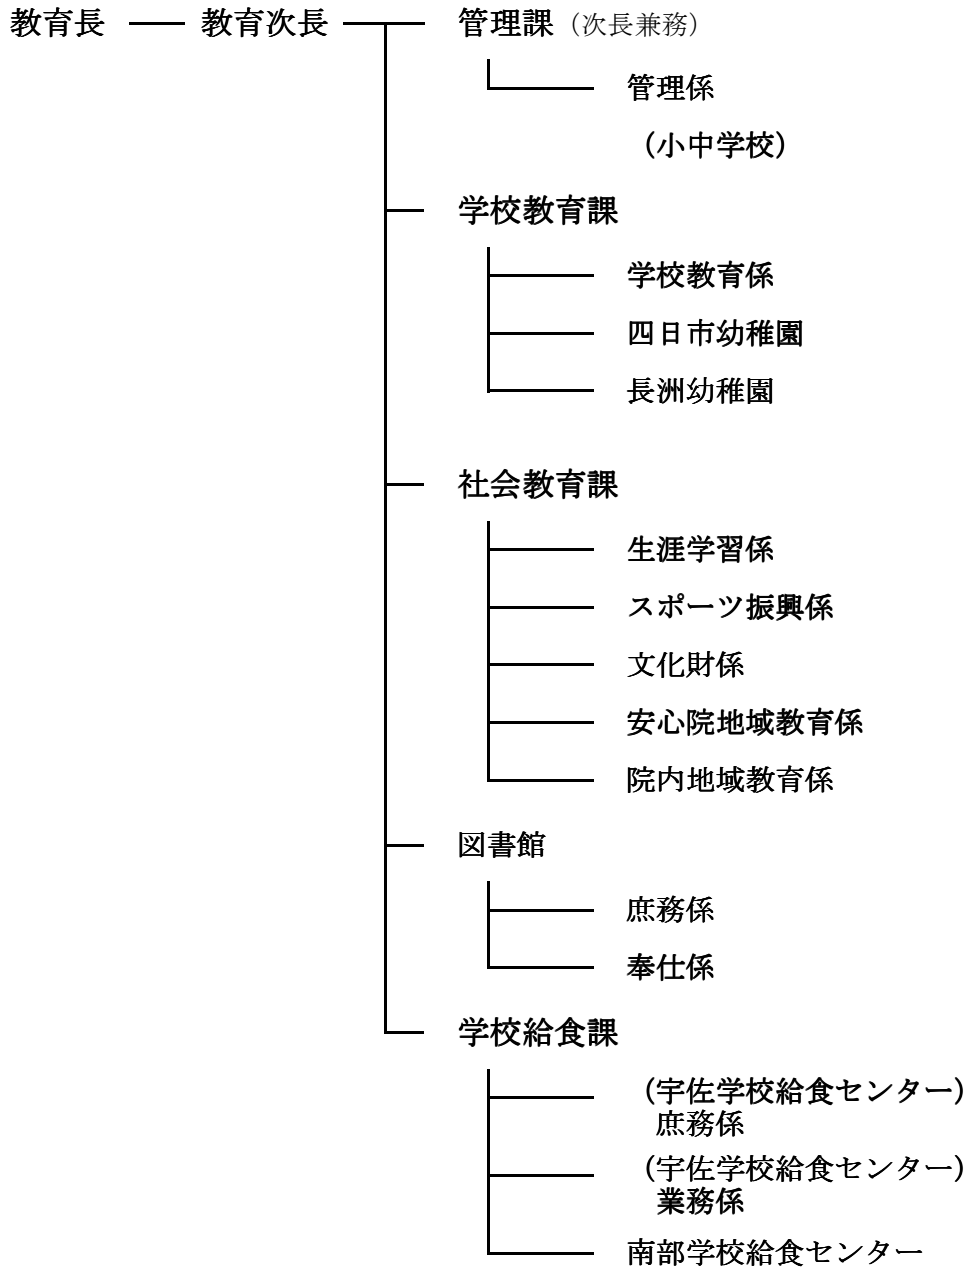 教育長 教育次長 管理課（次長兼務）
管理係
（小中学校）
学校教育課
学校教育係
四日市幼稚園
長洲幼稚園
社会教育課
生涯学習係
スポーツ振興係
文化財係
安心院地域教育係
院内地域教育係
図書館
庶務係
奉仕係
学校給食課
（宇佐学校給食センター）
庶務係
（宇佐学校給食センター）
業務係
南部学校給食センター